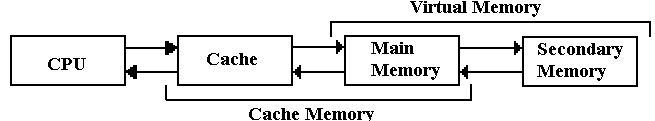 Virtual Memory
CPU
Cache
Main
Memory
Secondary
Memory
Cache Memory